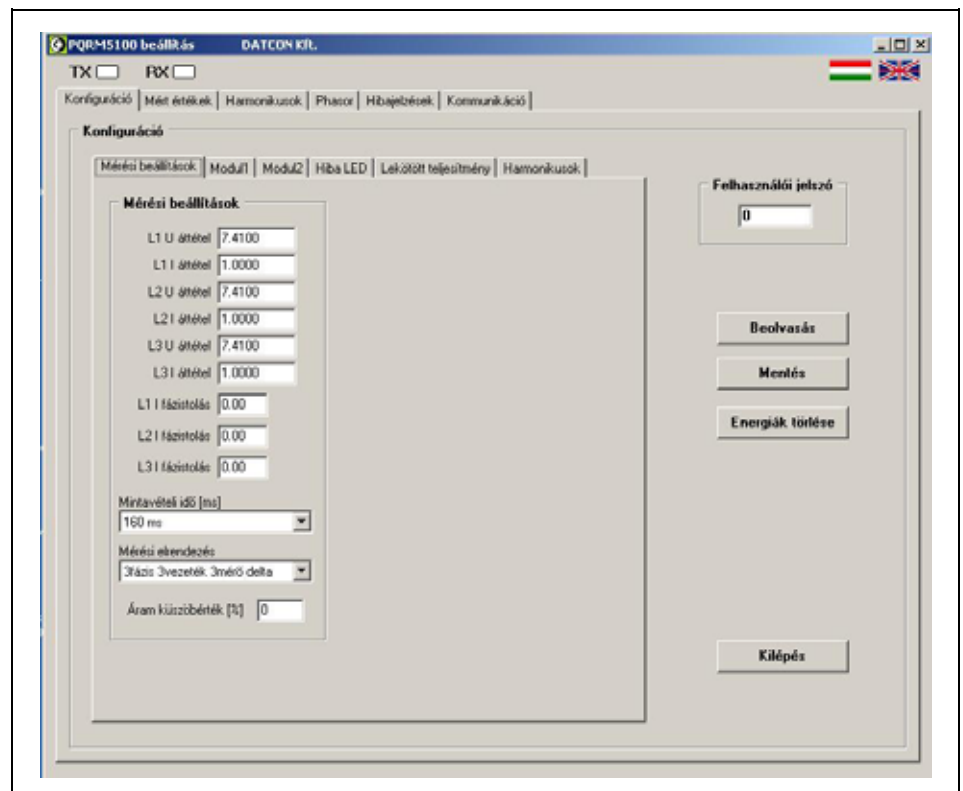 PQRM5100 beállítás DATCON Kft.
TX RX
Konfiguráció Mért értékek Harmonikusok Phasor Hibajelzések Kommunikáció
Konfiguráció
Mérési beállítások Modul1 Modul2 Hiba LED Lekötött teljesítmény Harmonikusok
Felhasználói jelszó
0
Mérési beállítások
L1 U áttétel 7.4100
L1 I áttétel 1.0000
L2 U áttétel 7.4100
L2 I áttétel 1.0000
L3 U áttétel 7.4100
L3 I áttétel 1.0000
L1 I fázistolás 0.00
L2 I fázistolás 0.00
L3 I fázistolás 0.00
Mintavételi idő [ms]
160 ms
Mérési elrendezés
3fázis 3vezeték. 3mérő delta
Áram küszöbérték [%] 0
Beolvasás
Mentés
Energiák törlése
Kilépés